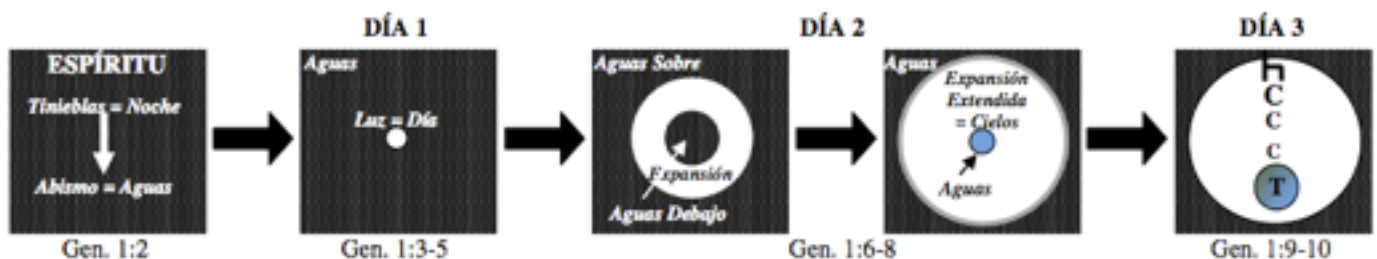 DÍA 1
DÍA 2
DÍA 3
ESPÍRITU
Tinieblas = Noche
Abismo = Aguas
Gen. 1:2
Aguas
Luz = Día
Gen. 1:3-5
Aguas Sobre
Expansión
Aguas Debajo
Aguas
Expansión
Extendida
= Cielos
Aguas
Gen. 1:6-8
C
C
C
T
Gen. 1:9-10